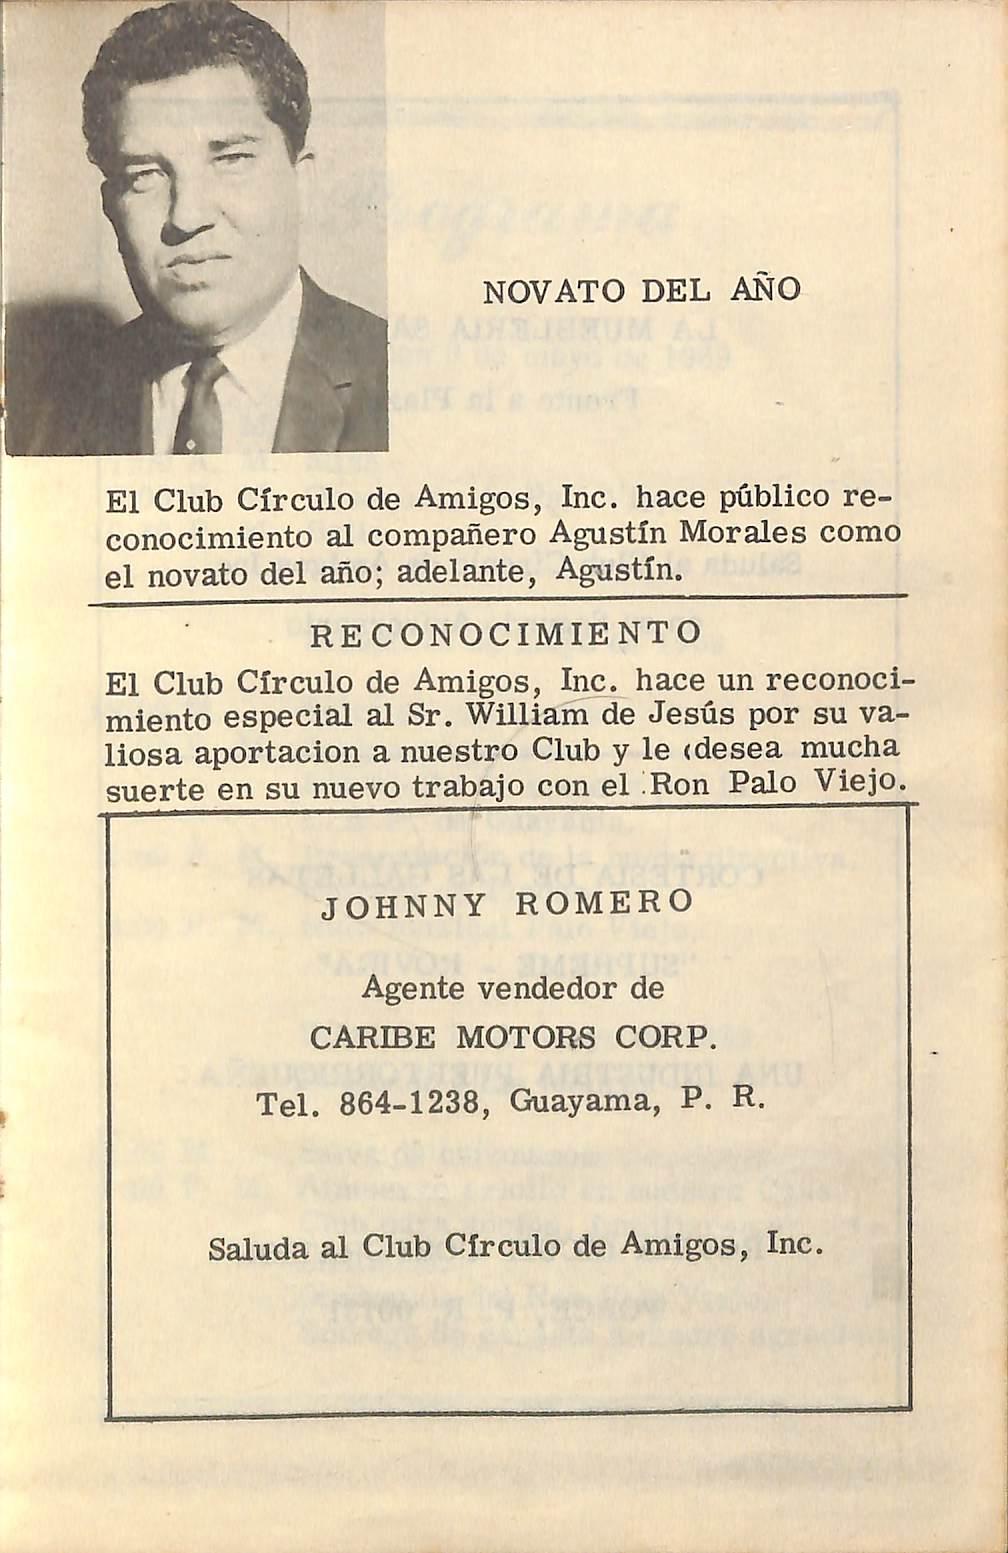 NOVATO DEL AÑO
El Club Círculo de Amigos, Inc. hace público re-
conocimiento al compañero Agustín Morales como
el novato del año; adelante, Agustín.
RECONOCIMIENTO
El Club Círculo de Amigos, Inc. hace un reconoci-
miento especial al Sr. William de Jesús por su va-
liosa aportacion a nuestro Club y le desea mucha
suerte en su nuevo trabajo con el Ron Palo Viejo.
JOHNNY ROMERO
Agente vendedor de
CARIBE MOTORS CORP.
Tel. 864-1238, Guayama, P. R.
Saluda al Club Círculo de Amigos, Inc.